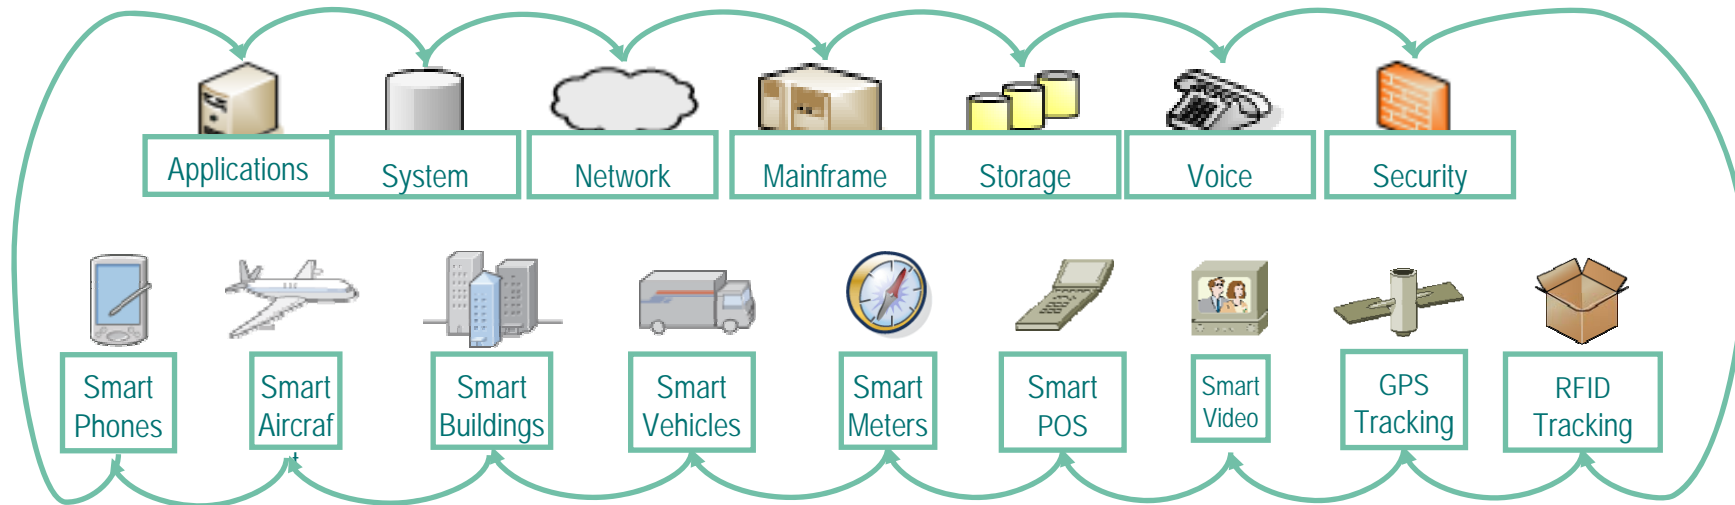 Applications
System
Network
Mainframe
Storage
Voice
Security
Smart
Phones
Smart
Aircraf
t
Smart
Buildings
Smart
Vehicles
Smart
Meters
Smart
POS
Smart
Video
GPS
Tracking
RFID
Tracking